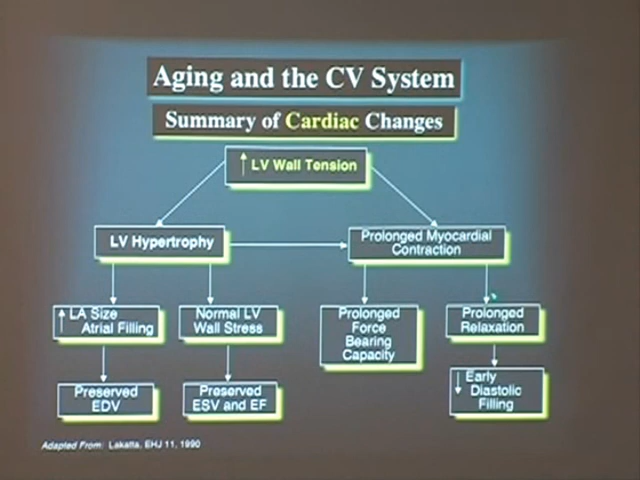 Aging and the CV System
Summary of Cardiac Changes
↑ LV Wall Tension
LV Hypertrophy
Prolonged Myocardial
Contraction
↑ LA Size
Atrial Filling
Normal LV
Wall Stress
Prolonged
Force
Bearing
Capacity
Prolonged
Relaxation
Preserved
EDV
Preserved
ESV and EF
↓ Early
Diastolic
Filling
Adapted From: Lakatta, EHJ 11, 1990